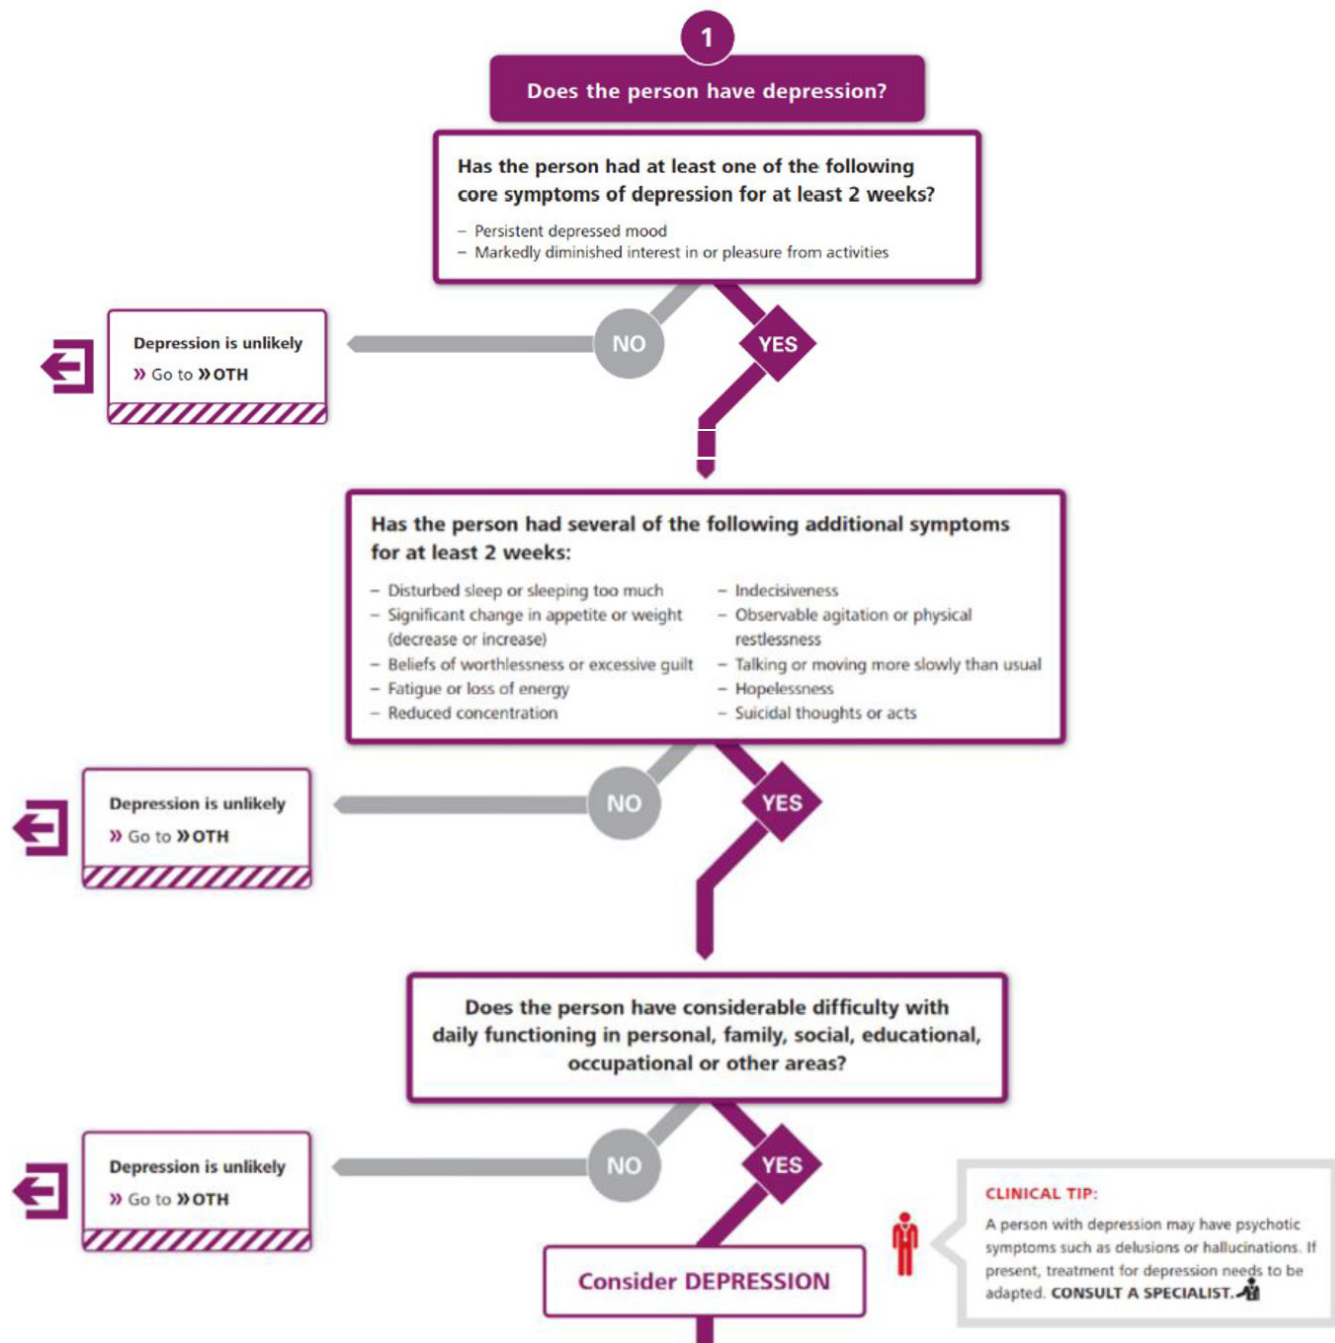 1
Does the person have depression?
Has the person had at least one of the following
core symptoms of depression for at least 2 weeks?
– Persistent depressed mood
– Markedly diminished interest in or pleasure from activities
NO
YES
Depression is unlikely
» Go to » OTH
Has the person had several of the following additional symptoms
for at least 2 weeks:
– Disturbed sleep or sleeping too much
– Significant change in appetite or weight
(decrease or increase)
– Beliefs of worthlessness or excessive guilt
– Fatigue or loss of energy
– Reduced concentration
– Indecisiveness
– Observable agitation or physical
restlessness
– Talking or moving more slowly than usual
– Hopelessness
– Suicidal thoughts or acts
NO
YES
Depression is unlikely
» Go to » OTH
Does the person have considerable difficulty with
daily functioning in personal, family, social, educational,
occupational or other areas?
NO
YES
Depression is unlikely
» Go to » OTH
CLINICAL TIP:
A person with depression may have psychotic
symptoms such as delusions or hallucinations. If
present, treatment for depression needs to be
adapted. CONSULT A SPECIALIST.
Consider DEPRESSION